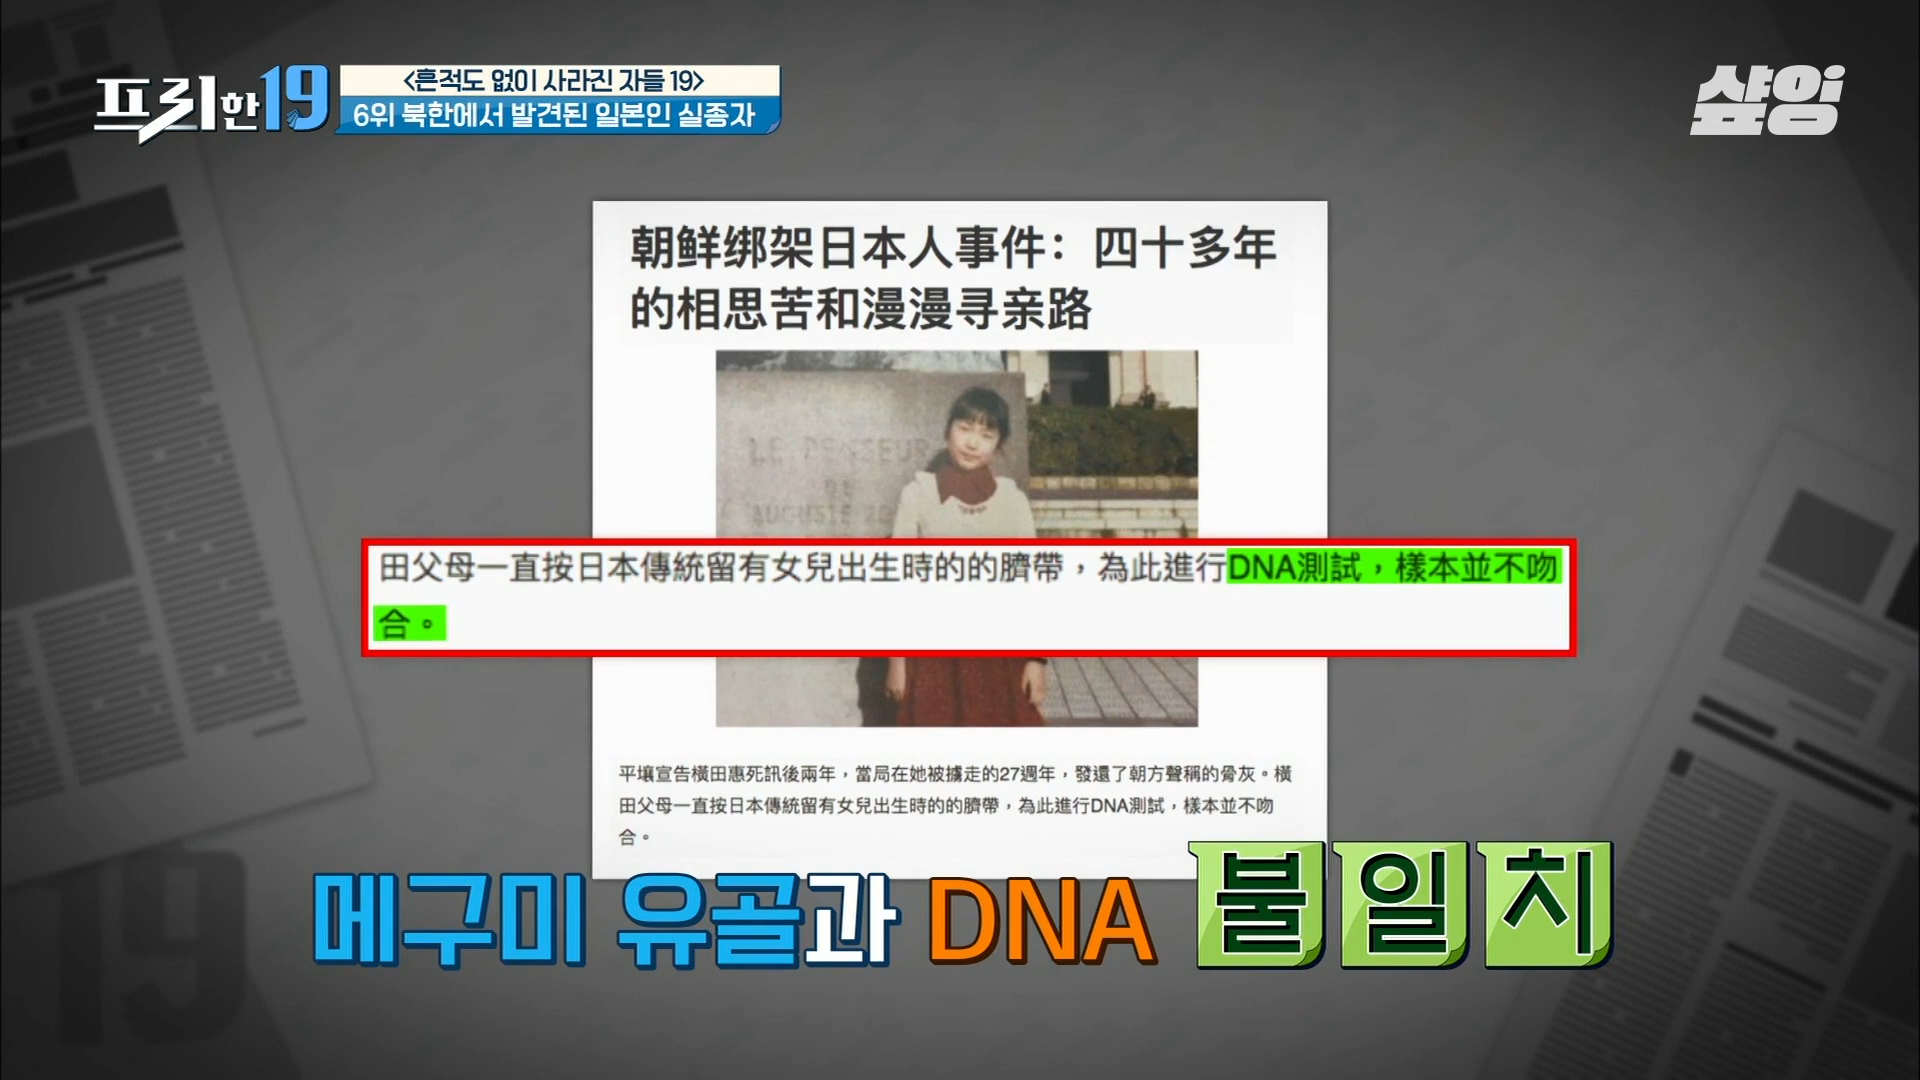 프리한19
<흔적도 없이 사라진 자들 19>
6위 북한에서 발견된 일본인 실종자
샾잉
朝鲜绑架日本人事件：四十多年
的相思苦和漫漫寻亲路
LE PENSEUR
DE
AUGUSTE RO
田父母一直按日本傳統留有女兒出生時的的臍帶，為此進行DNA測試，樣本並不吻
合。
平壤宣告橫田惠死訊後兩年，當局在她被擄走的27週年，發還了朝方聲稱的骨灰。橫
田父母一直按日本傳統留有女兒出生時的的臍帶，為此進行DNA測試，樣本並不吻
合。
메구미 유골과 DNA 불일치
19